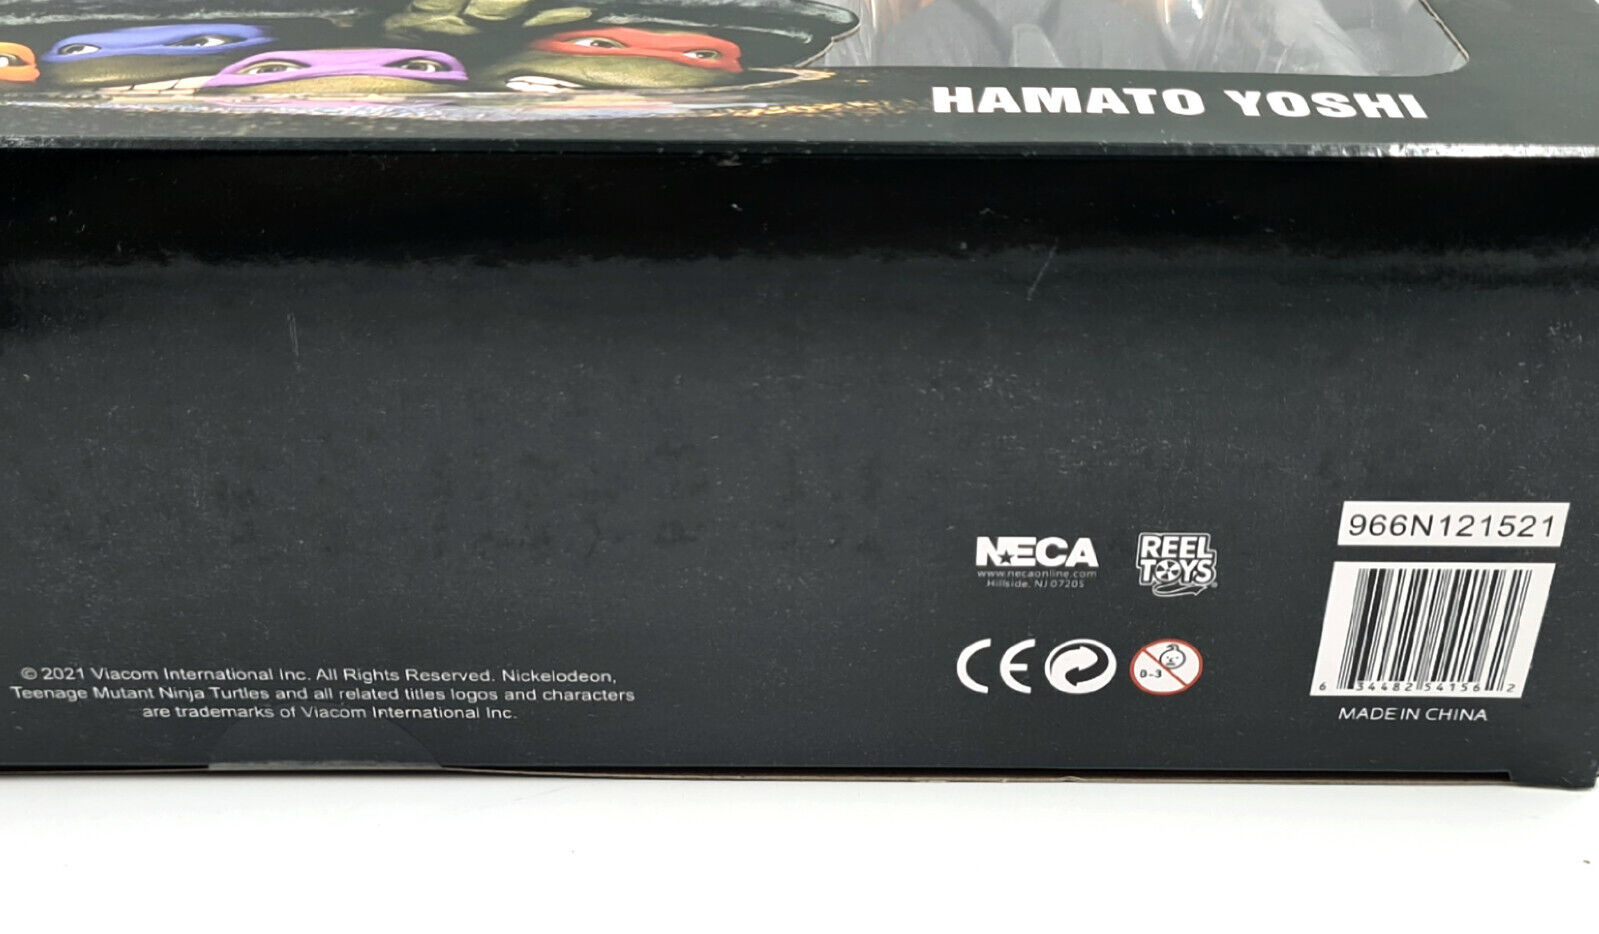 HAMATO YOSHI
966N121521
NECA
www.necaonline.com
Hillside, NJ 07205
REEL
TOYS
CE
0-3
6 34482 54156 2
MADE IN CHINA
© 2021 Viacom International Inc. All Rights Reserved. Nickelodeon,
Teenage Mutant Ninja Turtles and all related titles logos and characters
are trademarks of Viacom International Inc.